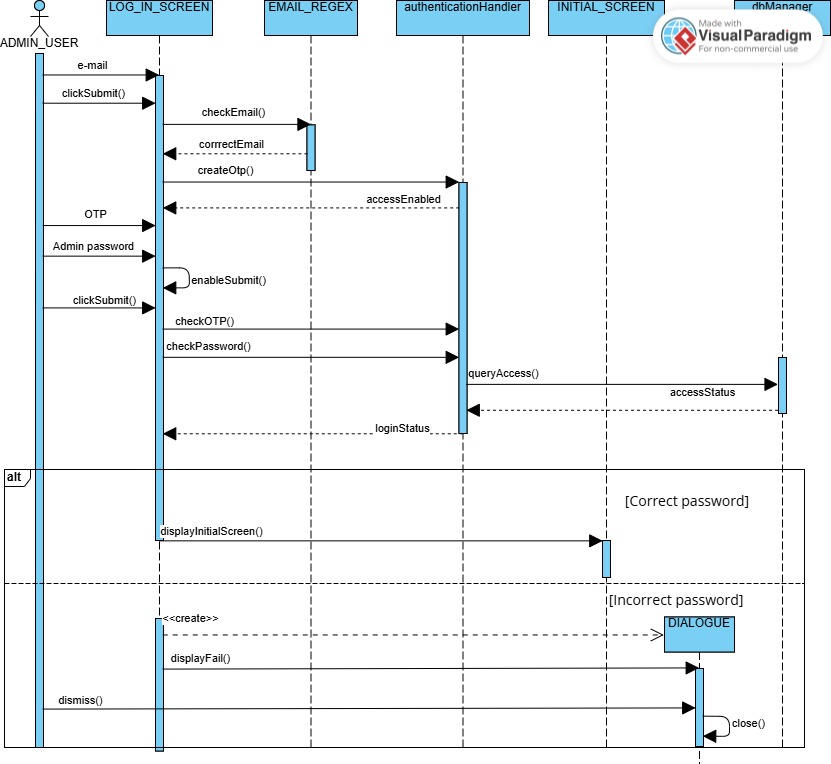 LOG_IN_SCREEN
EMAIL_REGEX
authenticationHandler
INITIAL_SCREEN
dbManager
Made with
VisualParadigm
For non-commercial use
ADMIN_USER
e-mail
clickSubmit()
checkEmail()
corrrectEmail
createOtp()
accessEnabled
OTP
Admin password
enableSubmit()
clickSubmit()
checkOTP()
checkPassword()
queryAccess()
accessStatus
loginStatus
alt
[Correct password]
displayInitialScreen()
[Incorrect password]
<<create>>
DIALOGUE
displayFail()
dismiss()
close()